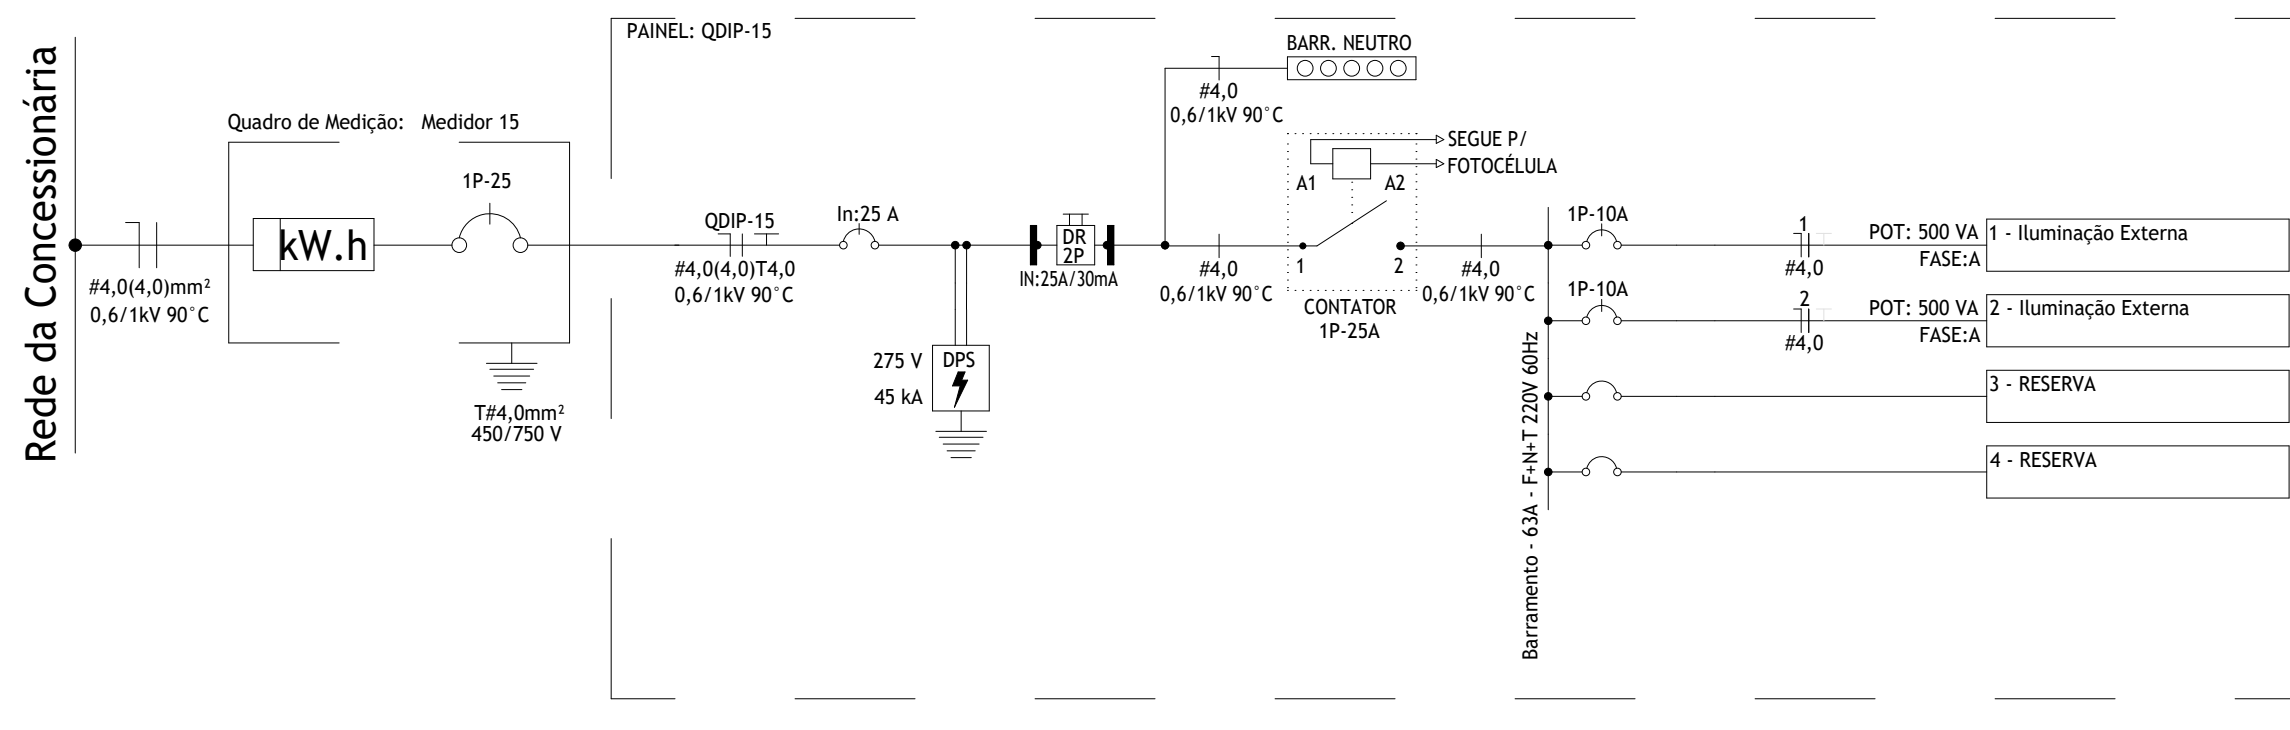 Rede da Concessionária
#4,0(4,0)mm²
0,6/1kV 90°C
Quadro de Medição: Medidor 15
kW.h
1P-25
T#4,0mm²
450/750 V
PAINEL: QDIP-15
QDIP-15
#4,0(4,0)T4,0
0,6/1kV 90°C
In:25 A
275 V
45 kA
DPS
DR
2P
IN:25A/30mA
BARR. NEUTRO
#4,0
0,6/1kV 90°C
SEGUE P/
FOTOCÉLULA
A1
A2
#4,0
0,6/1kV 90°C
1
2
CONTATOR
1P-25A
#4,0
0,6/1kV 90°C
Barramento - 63A - F+N+T 220V 60Hz
1P-10A
1
#4,0
POT: 500 VA
FASE:A
1 - Iluminação Externa
1P-10A
2
#4,0
POT: 500 VA
FASE:A
2 - Iluminação Externa
3 - RESERVA
4 - RESERVA